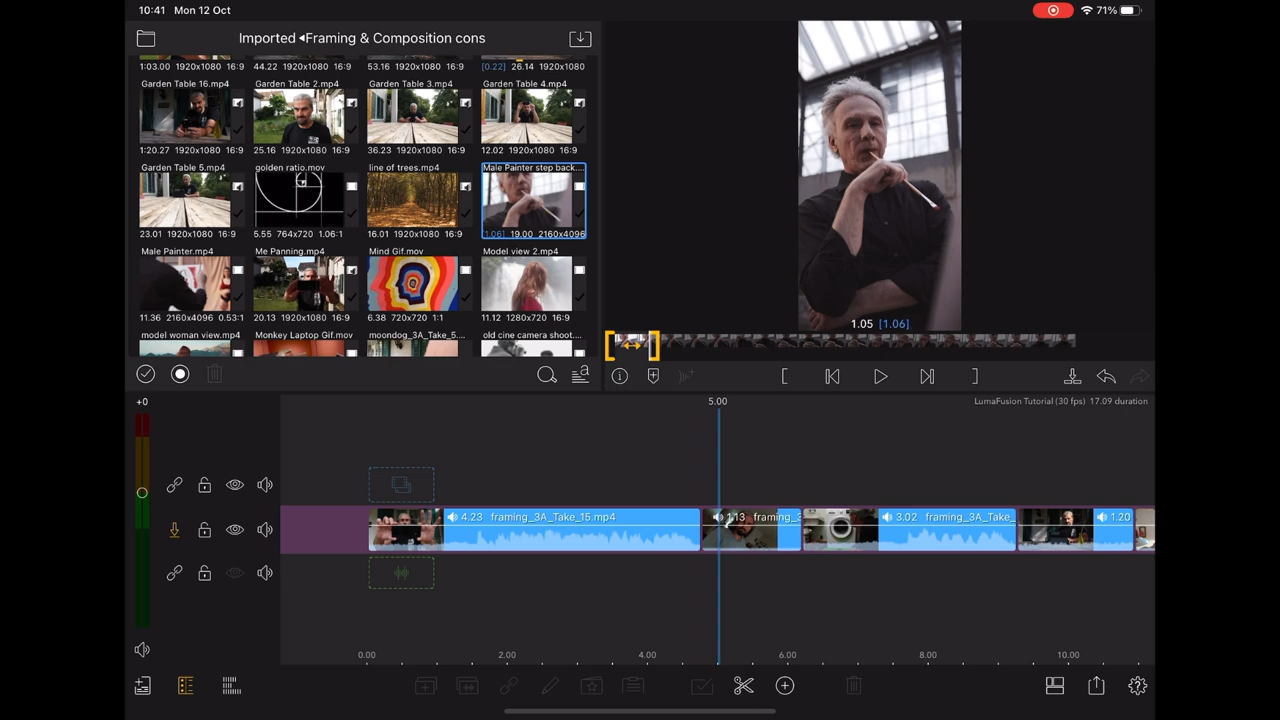 10:41 Mon 12 Oct
71%
Imported ◂Framing & Composition cons
1:03.00 1920x1080 16:9
44.22 1920x1080 16:9
53.16 1920x1080 16:9
[0.22] 26.14 1920x1080
Garden Table 16.mp4
Garden Table 2.mp4
Garden Table 3.mp4
Garden Table 4.mp4
1:20.27 1920x1080 16:9
25.16 1920x1080 16:9
36.23 1920x1080 16:9
12.02 1920x1080 16:9
Garden Table 5.mp4
golden ratio.mov
line of trees.mp4
Male Painter step back....
23.01 1920x1080 16:9
5.55 764x720 1.06:1
16.01 1920x1080 16:9
[1.06] 19.00 2160x4096
Male Painter.mp4
Me Panning.mp4
Mind Gif.mov
Model view 2.mp4
11.36 2160x4096 0.53:1
20.13 1920x1080 16:9
6.38 720x720 1:1
11.12 1280x720 16:9
model woman view.mp4
Monkey Laptop Gif.mov
moondog_3A_Take_5....
old cine camera shoot....
1.05 [1.06]
+0
5.00
LumaFusion Tutorial (30 fps) 17.09 duration
4.23 framing_3A_Take_15.mp4
1.13 framing_3
3.02 framing_3A_Take_
1.20
0.00
2.00
4.00
6.00
8.00
10.00